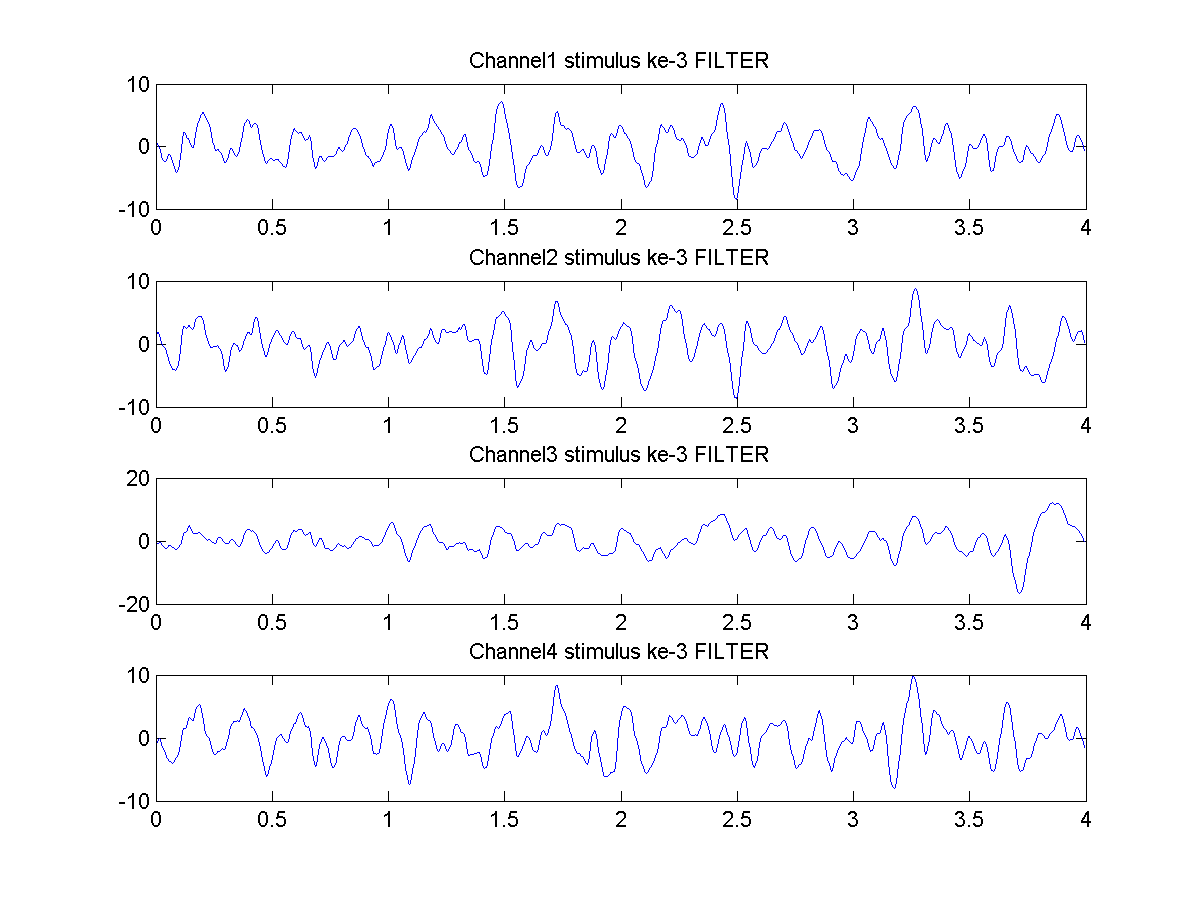 Channel1 stimulus ke-3 FILTER
10
0
-10
0 0.5 1 1.5 2 2.5 3 3.5 4
Channel2 stimulus ke-3 FILTER
10
0
-10
0 0.5 1 1.5 2 2.5 3 3.5 4
Channel3 stimulus ke-3 FILTER
20
0
-20
0 0.5 1 1.5 2 2.5 3 3.5 4
Channel4 stimulus ke-3 FILTER
10
0
-10
0 0.5 1 1.5 2 2.5 3 3.5 4